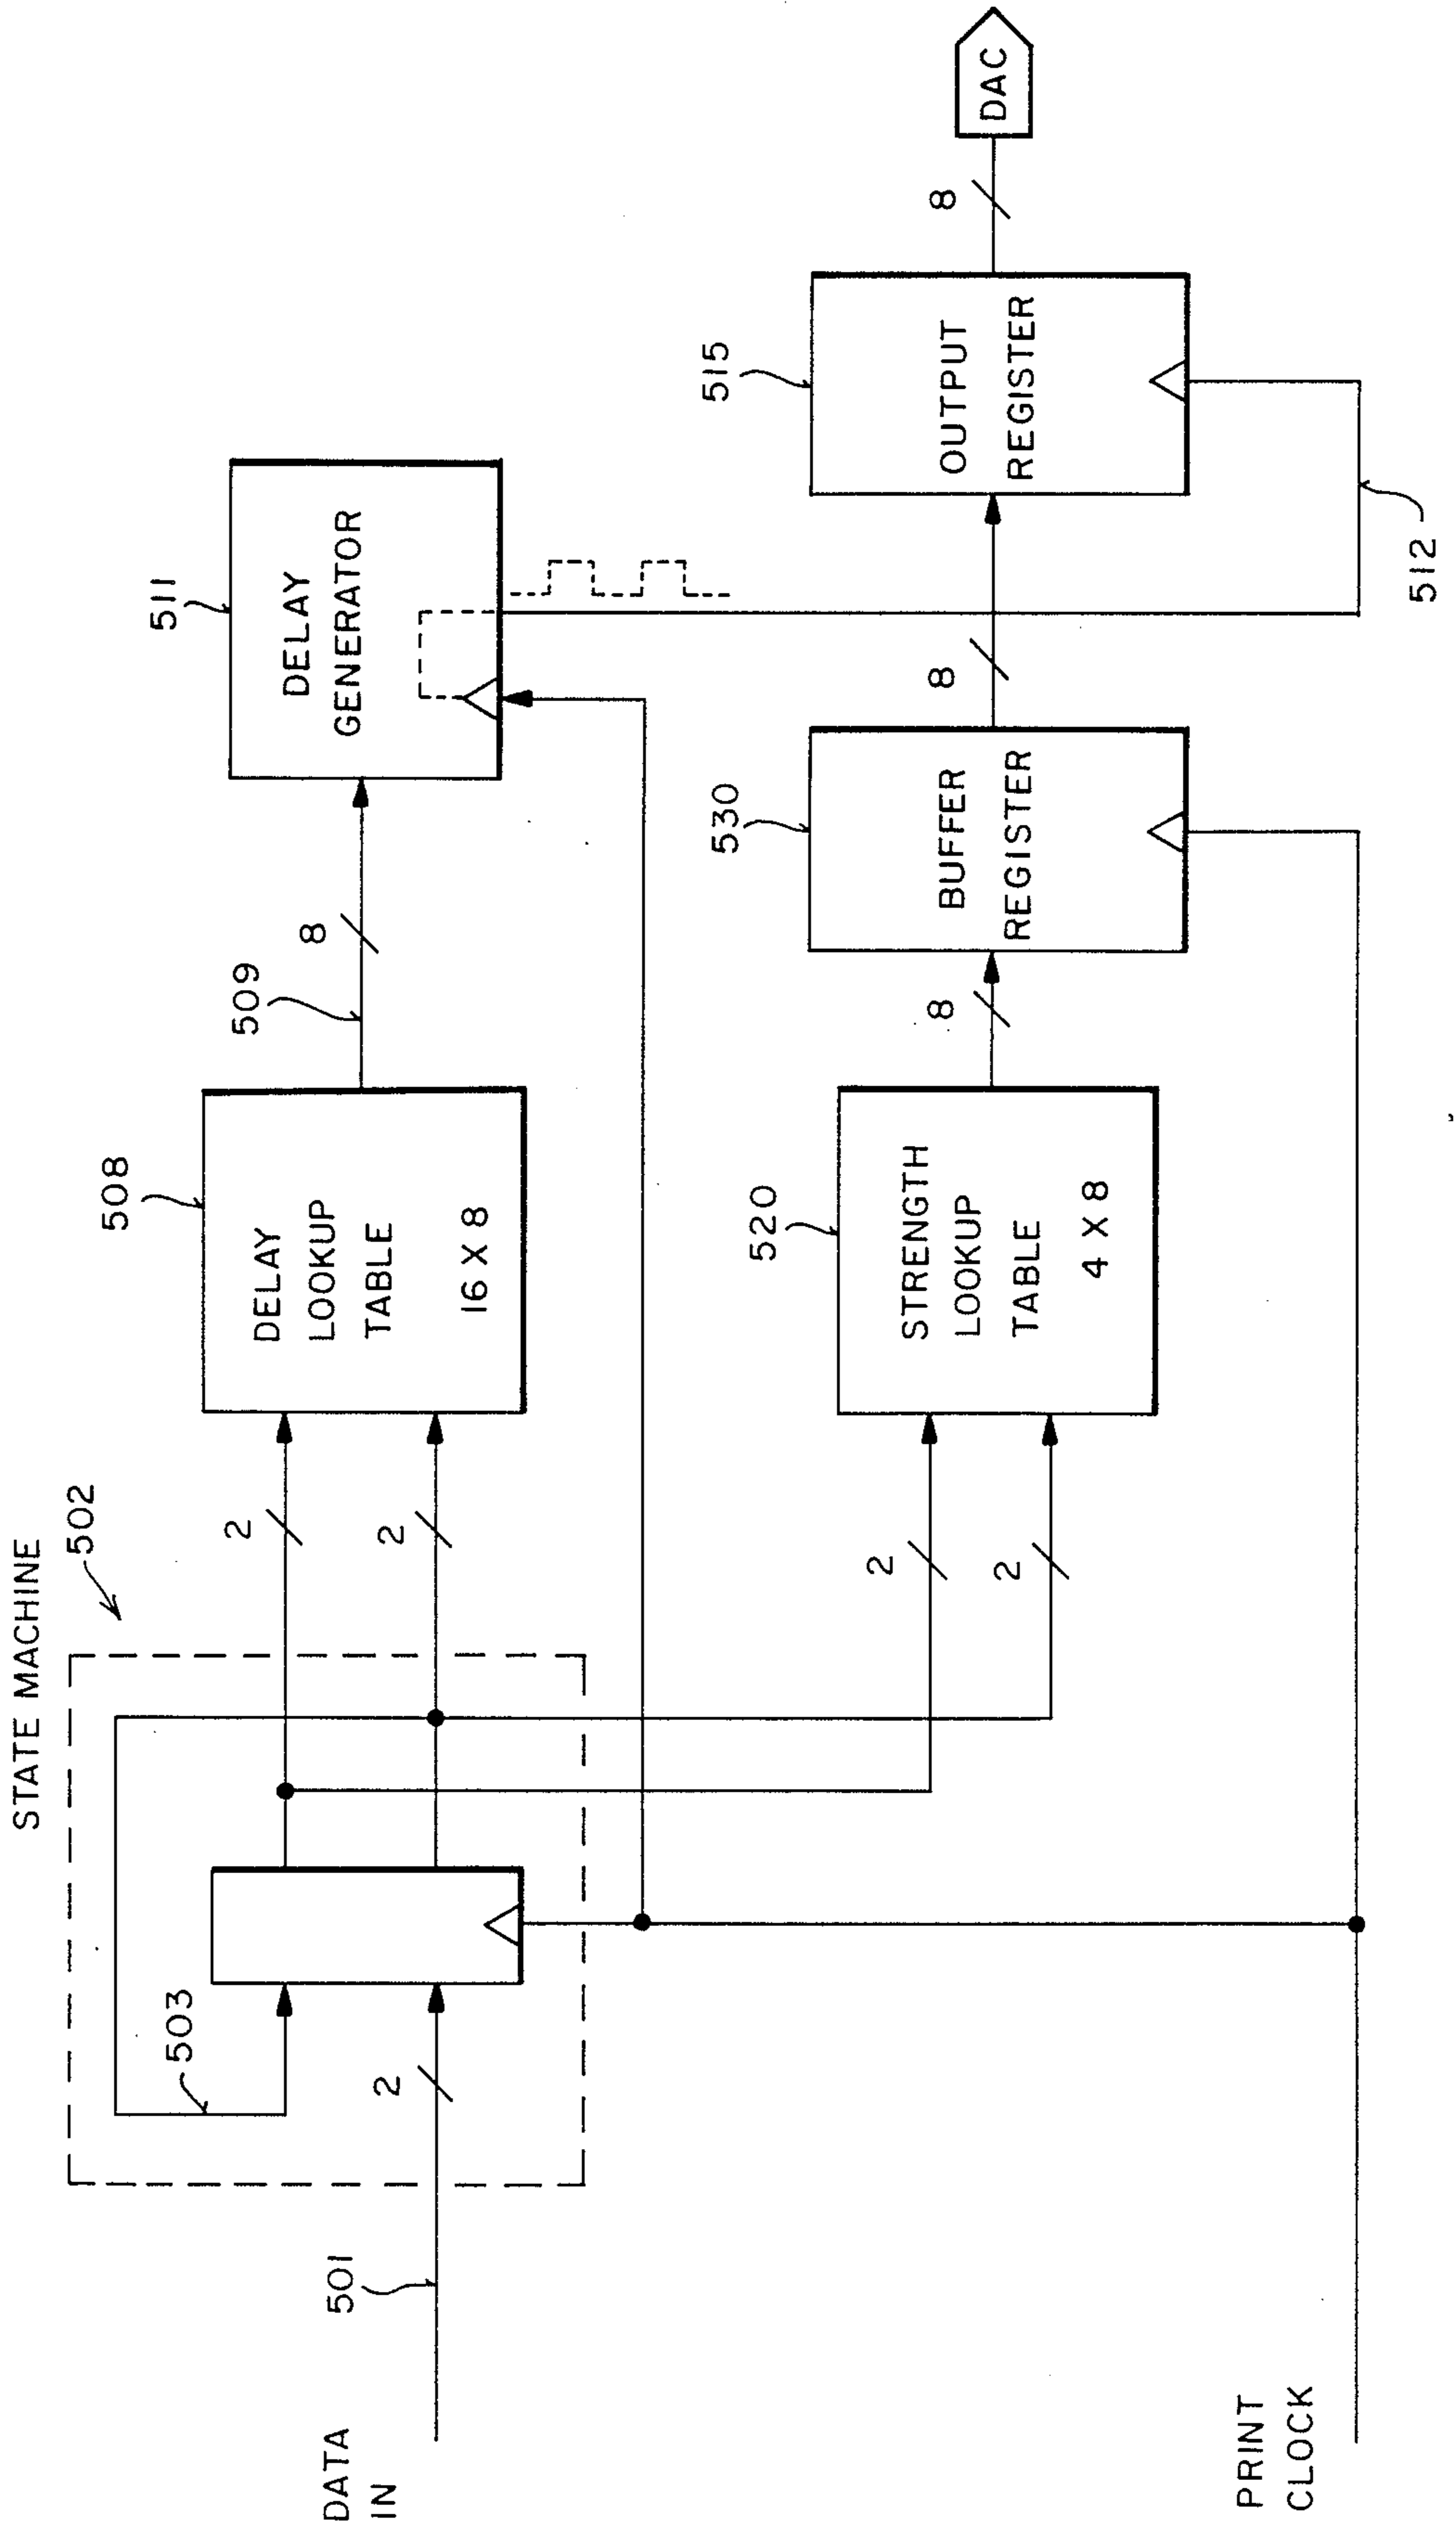 STATE MACHINE
502
503
DATA
IN
501
2
2
2
508
DELAY
LOOKUP
TABLE
16 X 8
509
8
511
DELAY
GENERATOR
2
2
520
STRENGTH
LOOKUP
TABLE
4 X 8
8
530
BUFFER
REGISTER
8
515
OUTPUT
REGISTER
8
DAC
512
PRINT
CLOCK